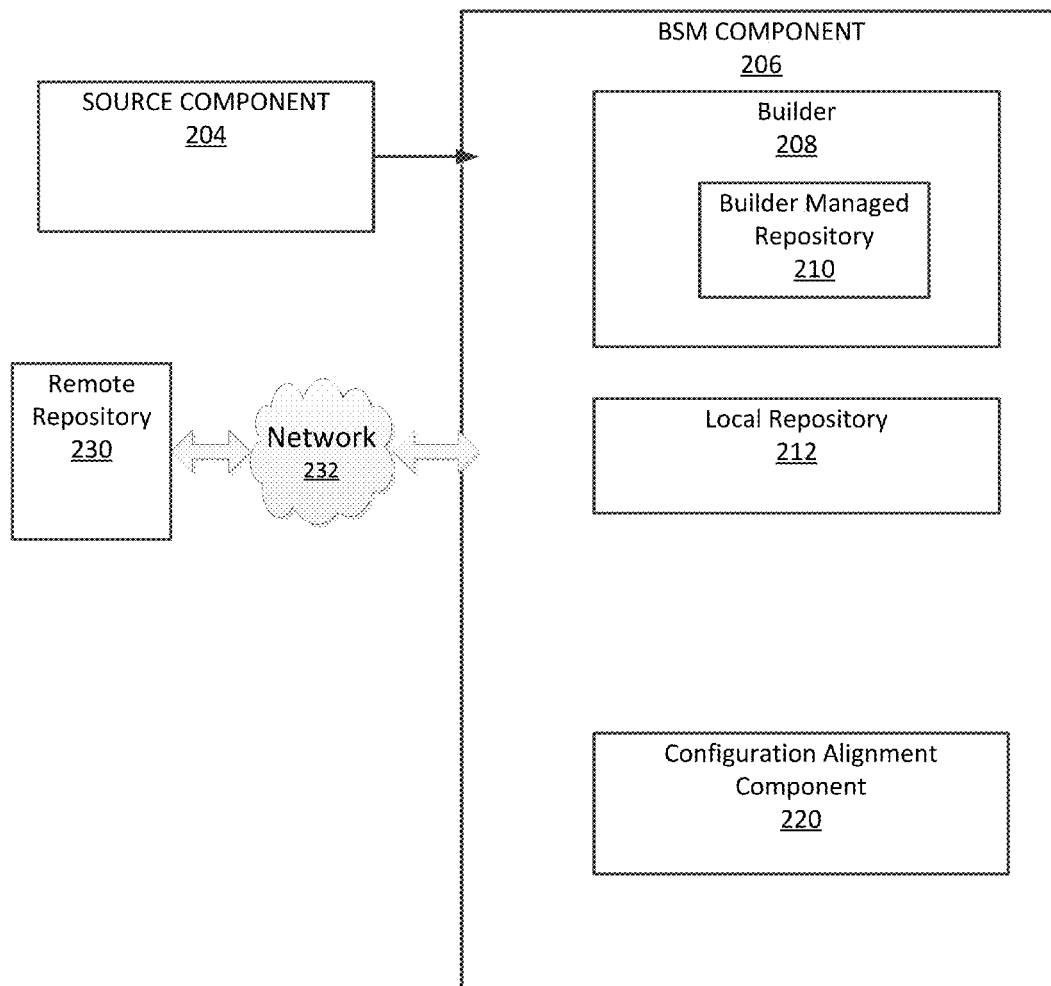 BSM COMPONENT
206
SOURCE COMPONENT
204
Builder
208
Builder Managed
Repository
210
Remote
Repository
230
Network
232
Local Repository
212
Configuration Alignment
Component
220